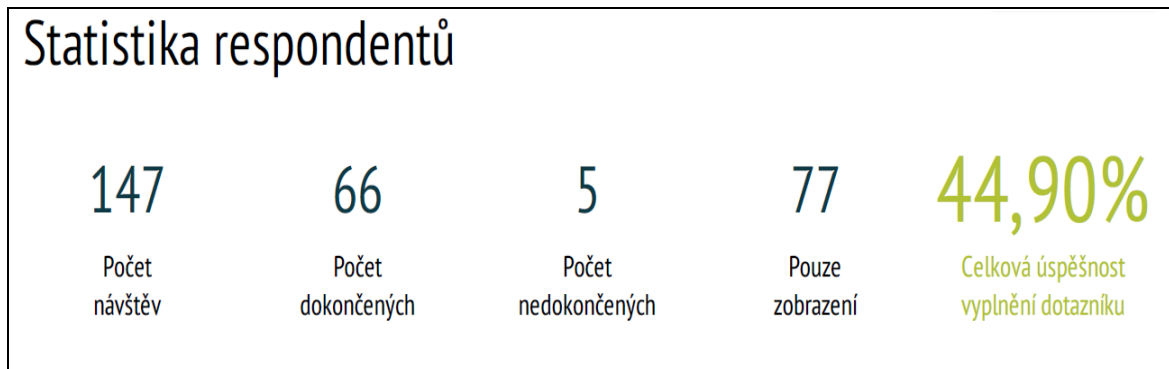 Statistika respondentů
147
Počet
návštěv
66
Počet
dokončených
5
Počet
nedokončených
77
Pouze
zobrazení
44,90%
Celková úspěšnost
vyplnění dotazníku